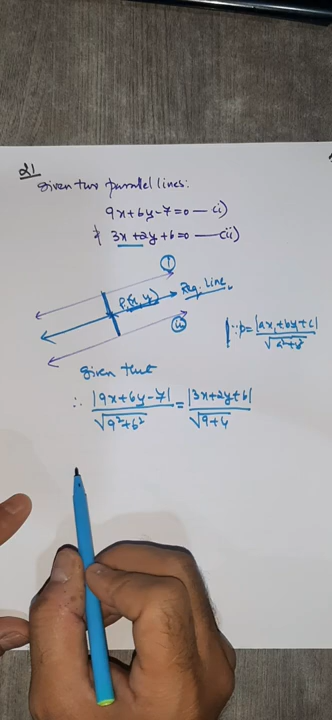 21
Given two parallel lines:
9x+6y-7=0 — (i)
& 3x+2y+6=0 — (ii)
(i)
P(x,y)
Req. Line.
(ii)
∵ p = |ax₁+by₁+c| / √(a²+b²)
given that
∴ |9x+6y-7| / √(9²+6²) = |3x+2y+6| / √(9+4)